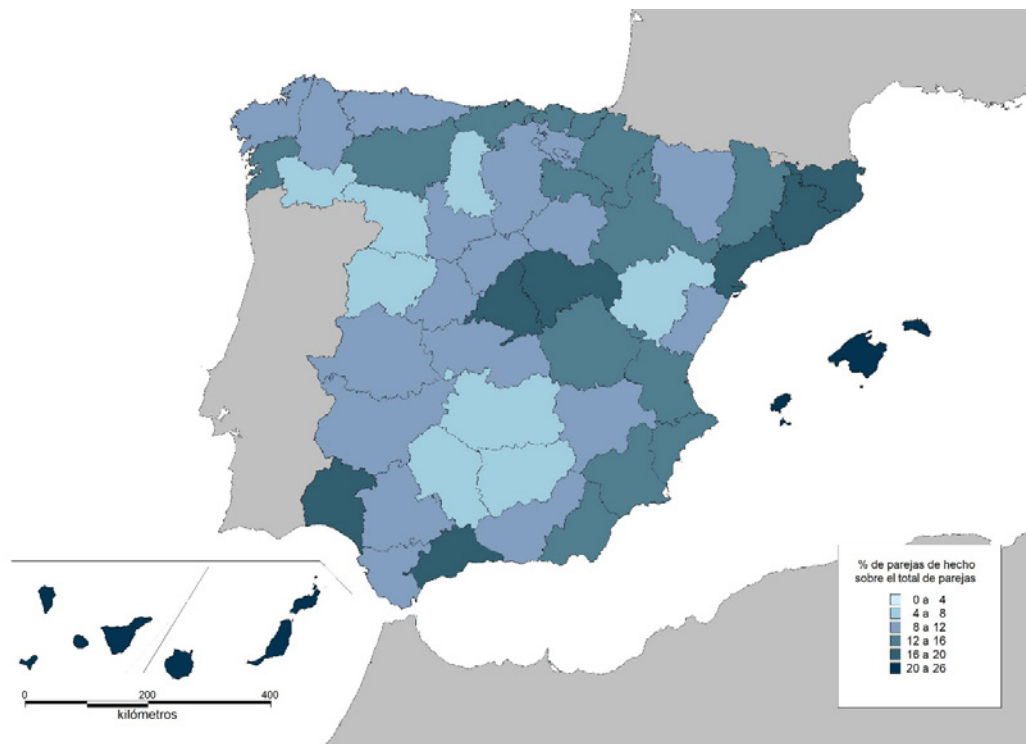 % de parejas de hecho
sobre el total de parejas
0 a 4
4 a 8
8 a 12
12 a 16
16 a 20
20 a 26
0 200 400
kilómetros